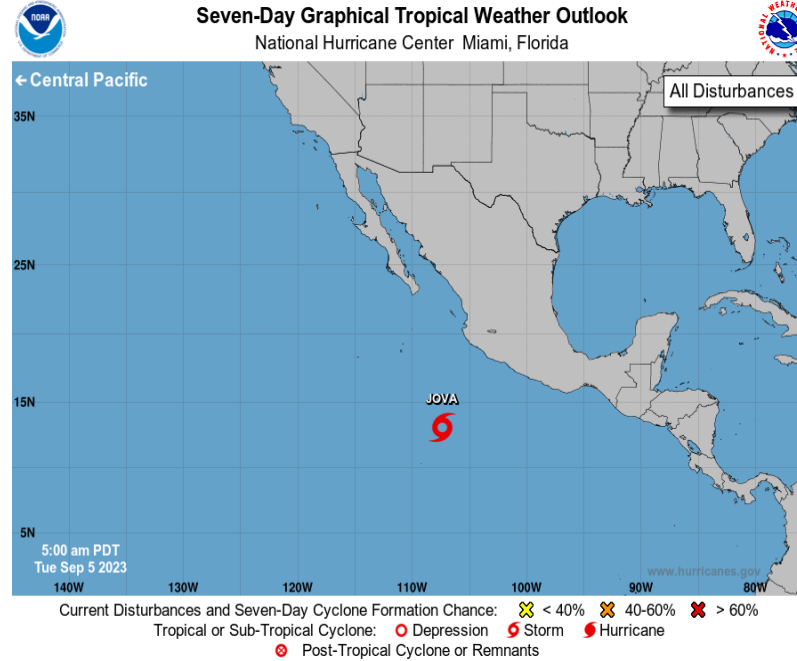 NOAA
Seven-Day Graphical Tropical Weather Outlook
National Hurricane Center Miami, Florida
Central Pacific
All Disturbances
35N
25N
JOVA
15N
5N
5:00 am PDT
Tue Sep 5 2023
www.hurricanes.gov
140W 130W 120W 110W 100W 90W 80W
Current Disturbances and Seven-Day Cyclone Formation Chance: < 40% 40-60% > 60%
Tropical or Sub-Tropical Cyclone: Depression Storm Hurricane
Post-Tropical Cyclone or Remnants